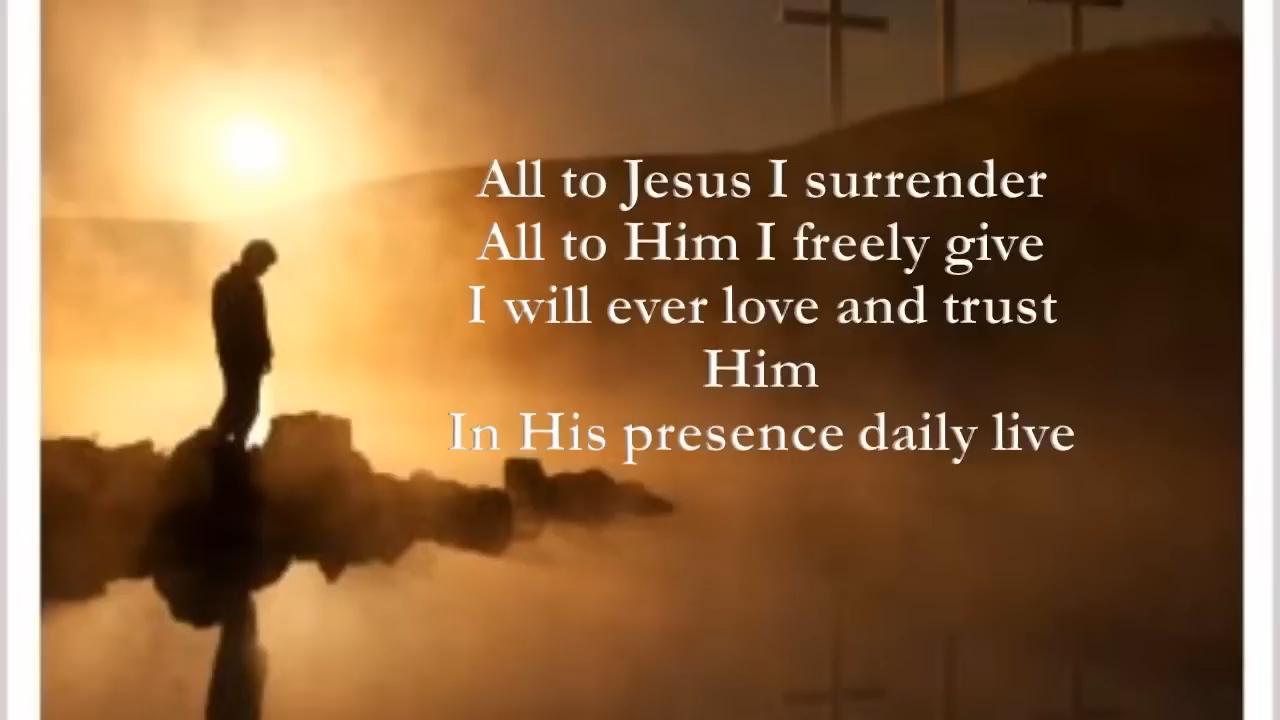 All to Jesus I surrender
All to Him I freely give
I will ever love and trust
Him
In His presence daily live